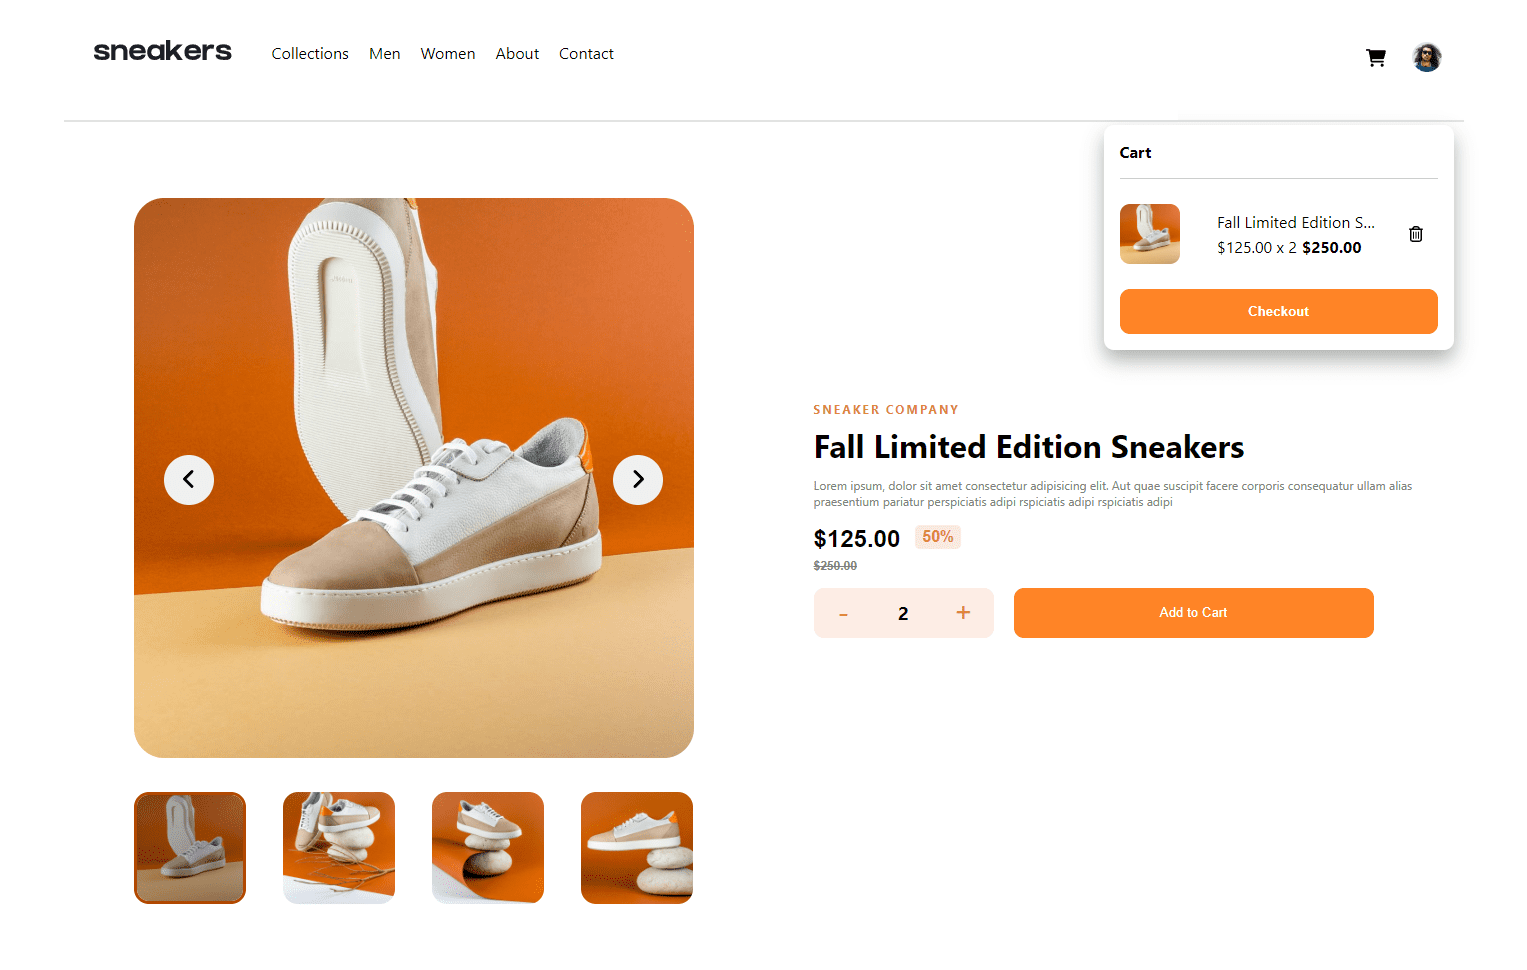 sneakers
Collections Men Women About Contact
Cart
Fall Limited Edition S...
$125.00 x 2 $250.00
Checkout
SNEAKER COMPANY
Fall Limited Edition Sneakers
Lorem ipsum, dolor sit amet consectetur adipisicing elit. Aut quae suscipit facere corporis consequatur ullam alias
praesentium pariatur perspiciatis adipi rspiciatis adipi rspiciatis adipi
$125.00 50%
$250.00
- 2 + Add to Cart